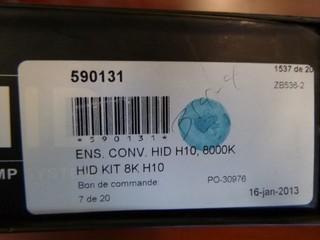 590131
1537 de 20
ZB536-2
*590131*
ENS. CONV. HID H10, 8000K
HID KIT 8K H10
Bon de commande:
PO-30976
7 de 20
16-jan-2013